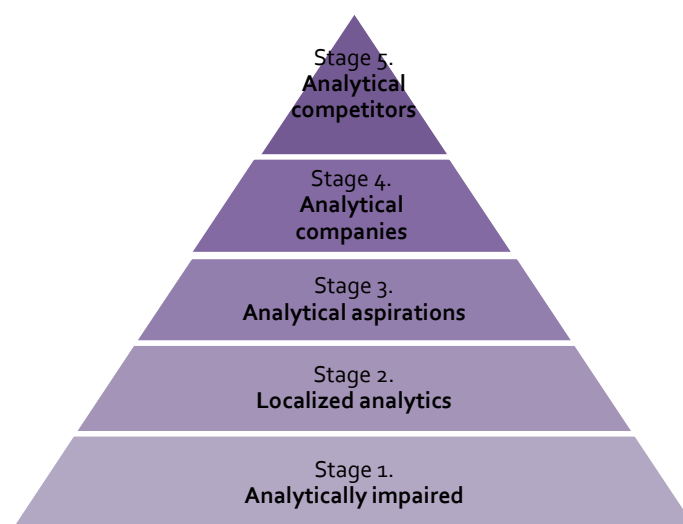 Stage 5.
Analytical
competitors
Stage 4.
Analytical
companies
Stage 3.
Analytical aspirations
Stage 2.
Localized analytics
Stage 1.
Analytically impaired